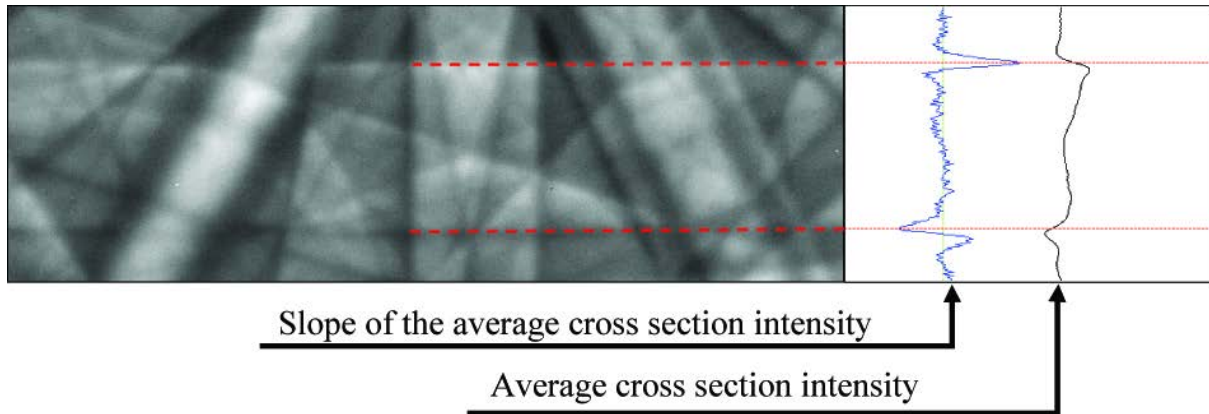 Slope of the average cross section intensity
Average cross section intensity